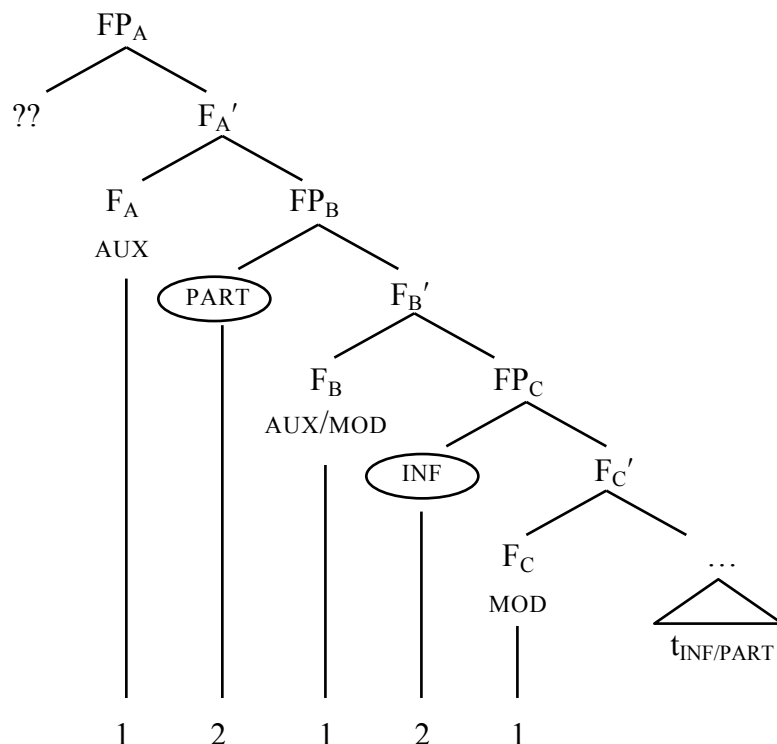 FP_A
?? F_A′
F_A FP_B
AUX
PART F_B′
F_B FP_C
AUX/MOD
INF F_C′
F_C …
MOD
t_INF/PART
1 2 1 2 1